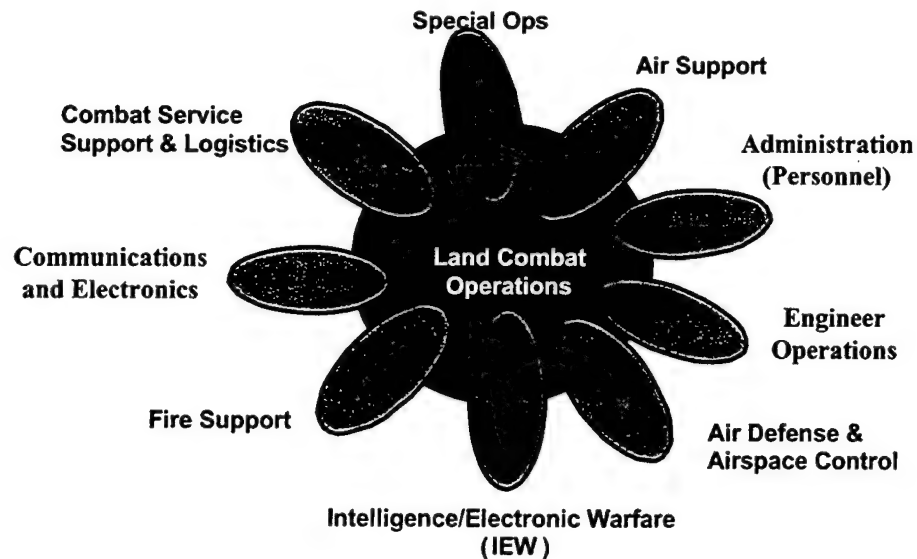 Special Ops
Air Support
Combat Service
Support & Logistics
Administration
(Personnel)
Land Combat
Operations
Communications
and Electronics
Engineer
Operations
Fire Support
Air Defense &
Airspace Control
Intelligence/Electronic Warfare
(IEW)